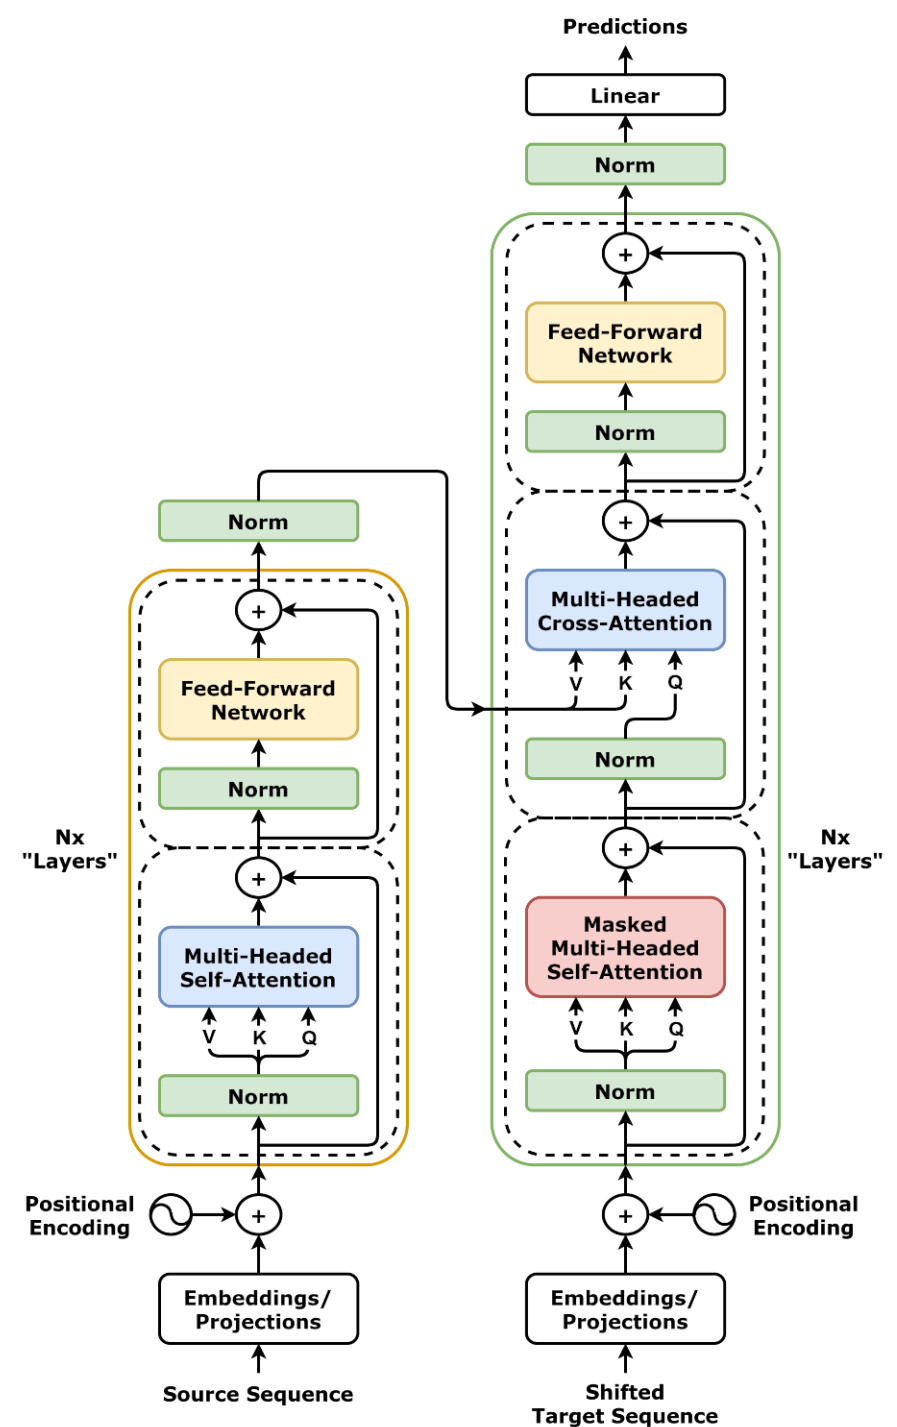 Predictions
Linear
Norm
+
Feed-Forward
Network
Norm
+
Multi-Headed
Cross-Attention
V K Q
Norm
+
Masked
Multi-Headed
Self-Attention
V K Q
Norm
Nx
"Layers"
+
Positional
Encoding
Embeddings/
Projections
Shifted
Target Sequence
Norm
+
Feed-Forward
Network
Norm
+
Multi-Headed
Self-Attention
V K Q
Norm
Nx
"Layers"
+
Positional
Encoding
Embeddings/
Projections
Source Sequence